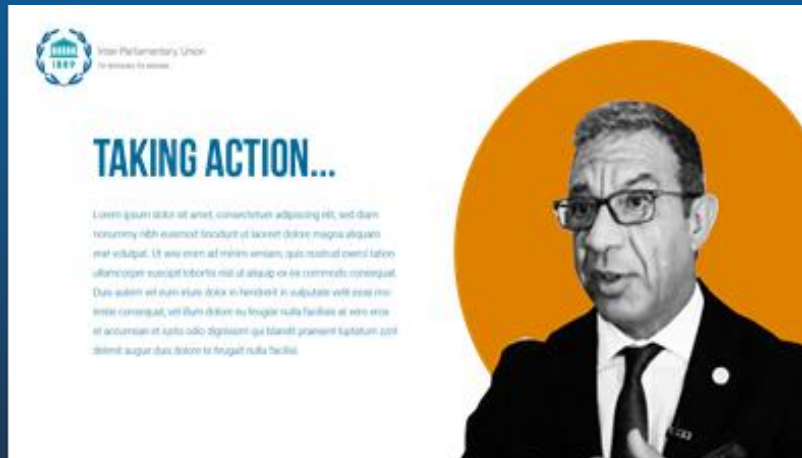 1889
Inter-Parliamentary Union
TAKING ACTION...
Lorem ipsum dolor sit amet, consectetuer adipiscing elit, sed diam
nonummy nibh euismod tincidunt ut laoreet dolore magna aliquam
erat volutpat. Ut wisi enim ad minim veniam, quis nostrud exerci tation
ullamcorper suscipit lobortis nisl ut aliquip ex ea commodo consequat.
Duis autem vel eum iriure dolor in hendrerit in vulputate velit esse mo-
lestie consequat, vel illum dolore eu feugiat nulla facilisis at vero eros
et accumsan et iusto odio dignissim qui blandit praesent luptatum zzril
delenit augue duis dolore te feugait nulla facilisi.